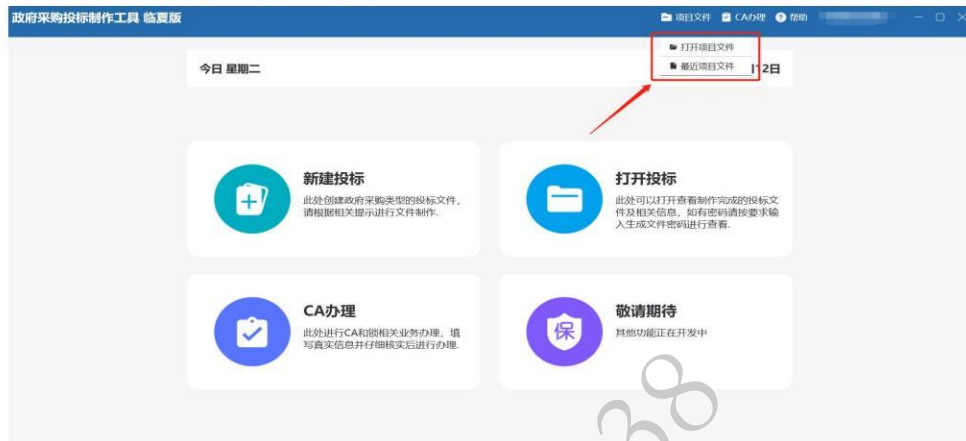 政府采购投标制作工具 临夏版
项目文件 CA办理 帮助
打开项目文件
最近项目文件
今日 星期二
12日
新建投标
此处创建政府采购类型的投标文件，
请根据相关提示进行文件制作.
打开投标
此处可以打开查看制作完成的投标文
件及相关信息，如有密码请按要求输
入生成文件密码进行查看.
CA办理
此处进行CA和锁相关业务办理，填
写真实信息并仔细核实后进行办理.
保
敬请期待
其他功能正在开发中
38